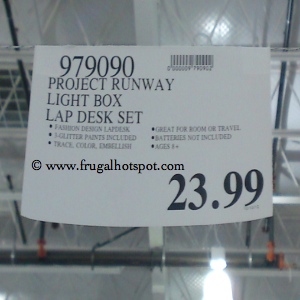 979090
PROJECT RUNWAY
LIGHT BOX
LAP DESK SET
• FASHION DESIGN LAPDESK
• 3-GLITTER PAINTS INCLUDED
• TRACE, COLOR, EMBELLISH
• GREAT FOR ROOM OR TRAVEL
• BATTERIES NOT INCLUDED
• AGES 8+
© www.frugalhotspot.com
23.99